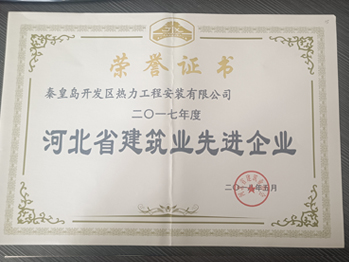 荣誉证书
秦皇岛开发区热力工程安装有限公司
二〇一七年度
河北省建筑业先进企业
二〇一八年五月